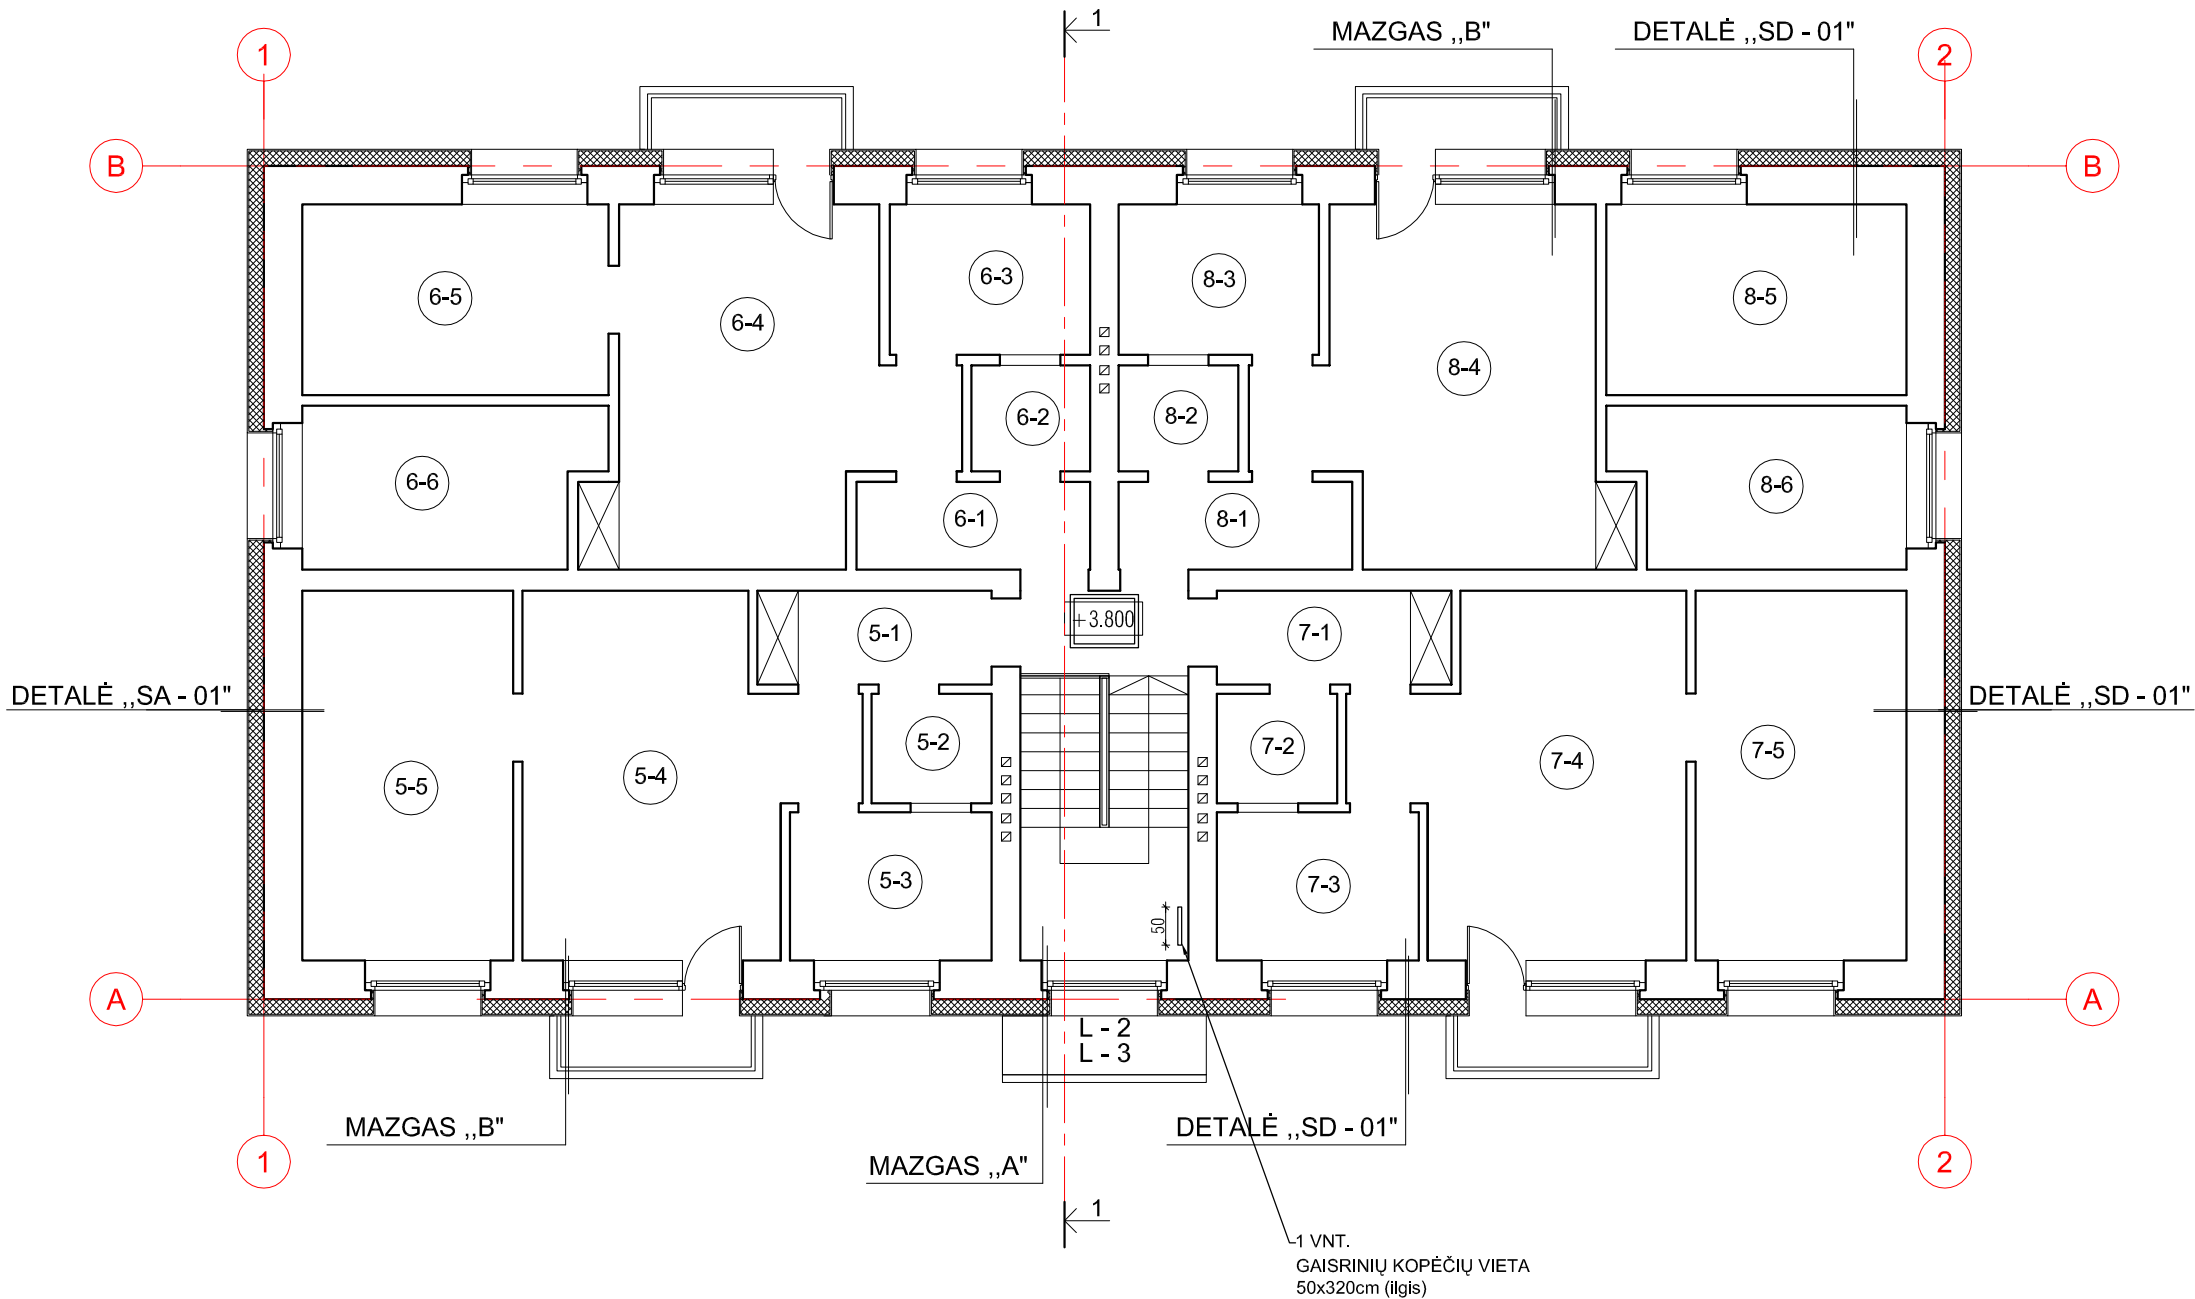 1
MAZGAS ,,B"
DETALĖ ,,SD - 01"
1
2
B
B
6-3
8-3
6-5
8-5
6-4
8-4
6-2
8-2
6-6
8-6
6-1
8-1
+3.800
5-1
7-1
DETALĖ ,,SA - 01"
DETALĖ ,,SD - 01"
5-2
7-2
5-5
5-4
7-4
7-5
5-3
7-3
50
A
A
L - 2
L - 3
MAZGAS ,,B"
DETALĖ ,,SD - 01"
1
MAZGAS ,,A"
2
1
1 VNT.
GAISRINIŲ KOPĖČIŲ VIETA
50x320cm (ilgis)